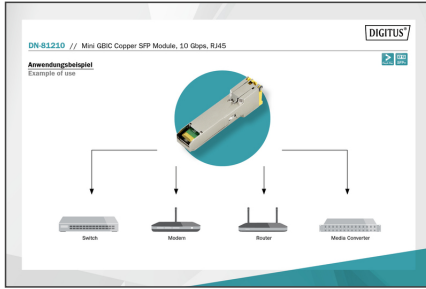 DIGITUS®
DN-81210 // Mini GBIC Copper SFP Module, 10 Gbps, RJ45
Anwendungsbeispiel
Example of use
Switch
Modem
Router
Media Converter